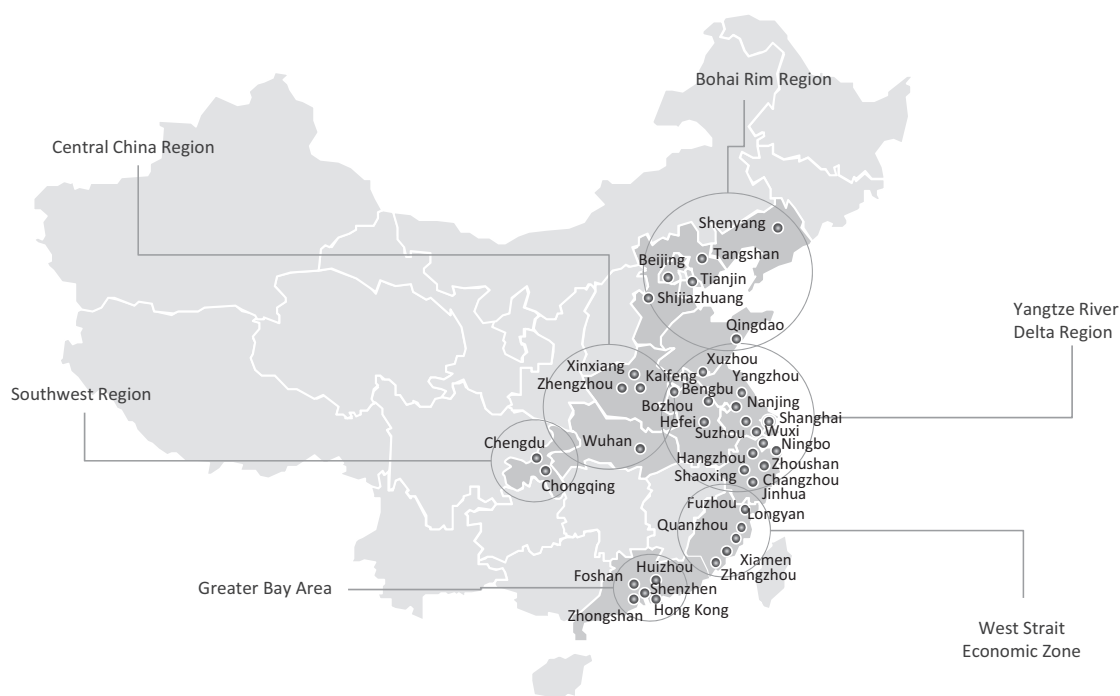 Bohai Rim Region
Central China Region
Shenyang
Tangshan
Beijing
Tianjin
Shijiazhuang
Yangtze River
Delta Region
Qingdao
Xuzhou
Xinxiang
Kaifeng
Yangzhou
Zhengzhou
Bengbu
Southwest Region
Bozhou
Nanjing
Shanghai
Hefei
Suzhou
Wuxi
Chengdu
Wuhan
Ningbo
Hangzhou
Zhoushan
Shaoxing
Changzhou
Chongqing
Jinhua
Fuzhou
Longyan
Quanzhou
Xiamen
Huizhou
Zhangzhou
Foshan
Greater Bay Area
Shenzhen
Hong Kong
Zhongshan
West Strait
Economic Zone